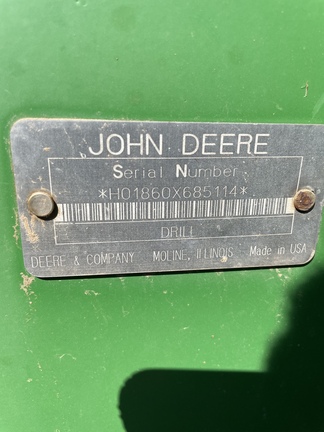 JOHN DEERE
Serial Number
*H01860X685114*
DRILL
DEERE & COMPANY MOLINE, ILLINOIS Made in USA